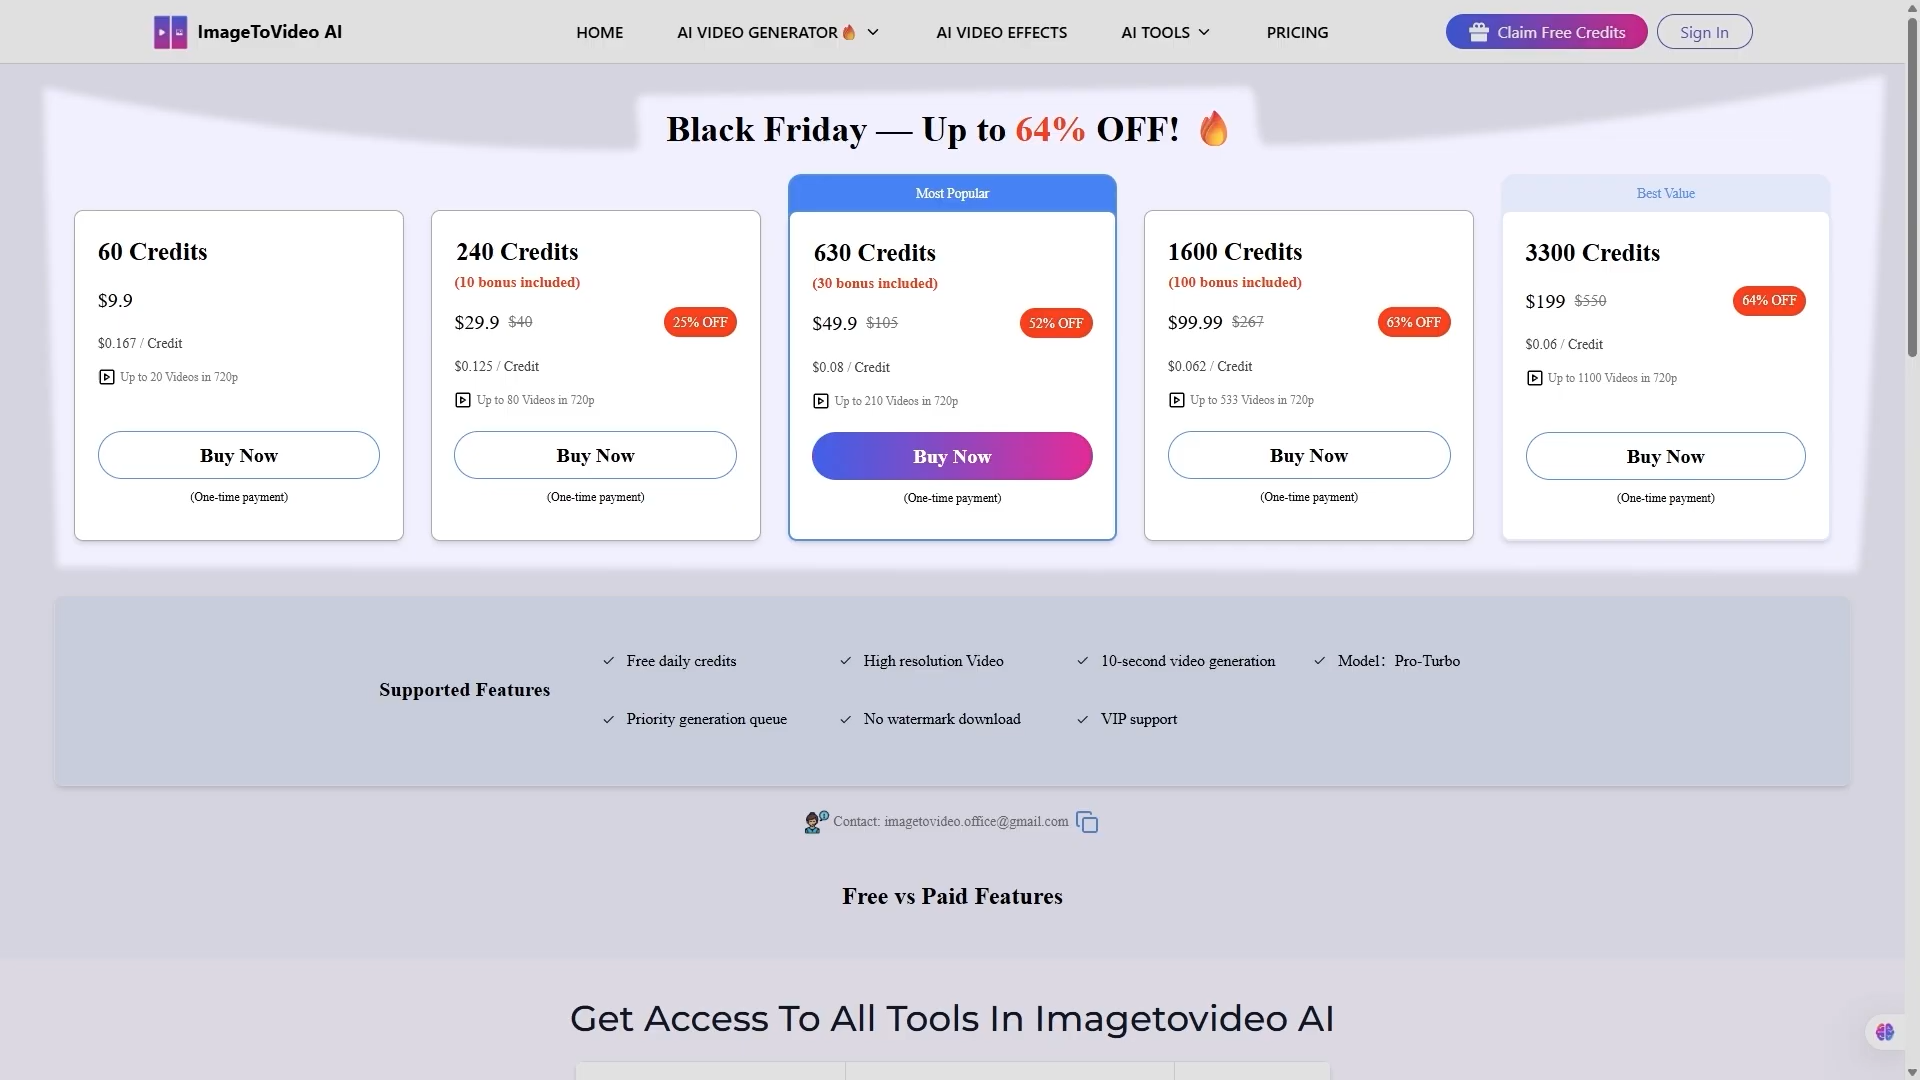 ImageToVideo AI
HOME
AI VIDEO GENERATOR🔥
AI VIDEO EFFECTS
AI TOOLS
PRICING
Claim Free Credits
Sign In
Black Friday — Up to 64% OFF! 🔥
60 Credits
$9.9
$0.167 / Credit
Up to 20 Videos in 720p
Buy Now
(One-time payment)
240 Credits
(10 bonus included)
$29.9 $40
25% OFF
$0.125 / Credit
Up to 80 Videos in 720p
Buy Now
(One-time payment)
Most Popular
630 Credits
(30 bonus included)
$49.9 $105
52% OFF
$0.08 / Credit
Up to 210 Videos in 720p
Buy Now
(One-time payment)
1600 Credits
(100 bonus included)
$99.99 $267
63% OFF
$0.062 / Credit
Up to 533 Videos in 720p
Buy Now
(One-time payment)
Best Value
3300 Credits
$199 $550
64% OFF
$0.06 / Credit
Up to 1100 Videos in 720p
Buy Now
(One-time payment)
Supported Features
Free daily credits
High resolution Video
10-second video generation
Model：Pro-Turbo
Priority generation queue
No watermark download
VIP support
Contact: imagetovideo.office@gmail.com
Free vs Paid Features
Get Access To All Tools In Imagetovideo AI